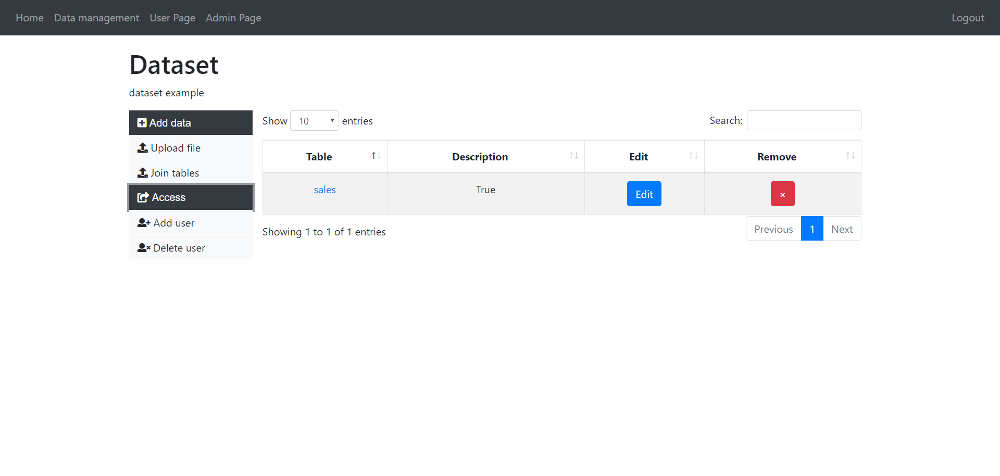 Home Data management User Page Admin Page Logout
Dataset
dataset example
Add data
Upload file
Join tables
Access
Add user
Delete user
Show 10 entries Search:
Table Description Edit Remove
sales True Edit ×
Showing 1 to 1 of 1 entries Previous 1 Next